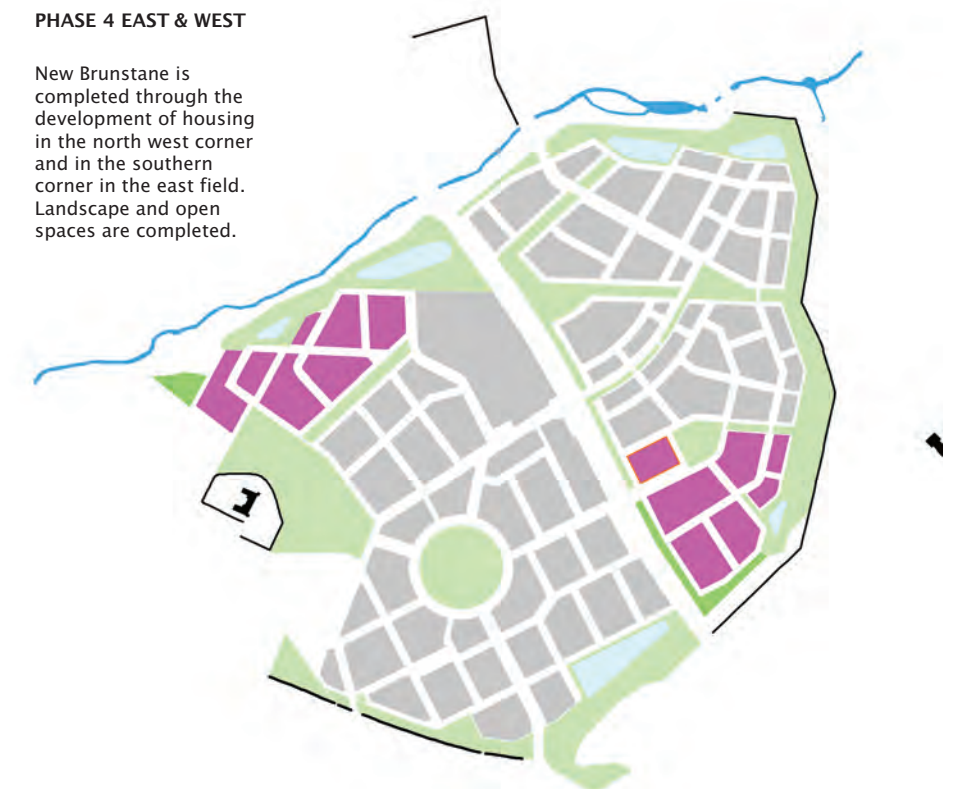 PHASE 4 EAST & WEST
New Brunstane is
completed through the
development of housing
in the north west corner
and in the southern
corner in the east field.
Landscape and open
spaces are completed.